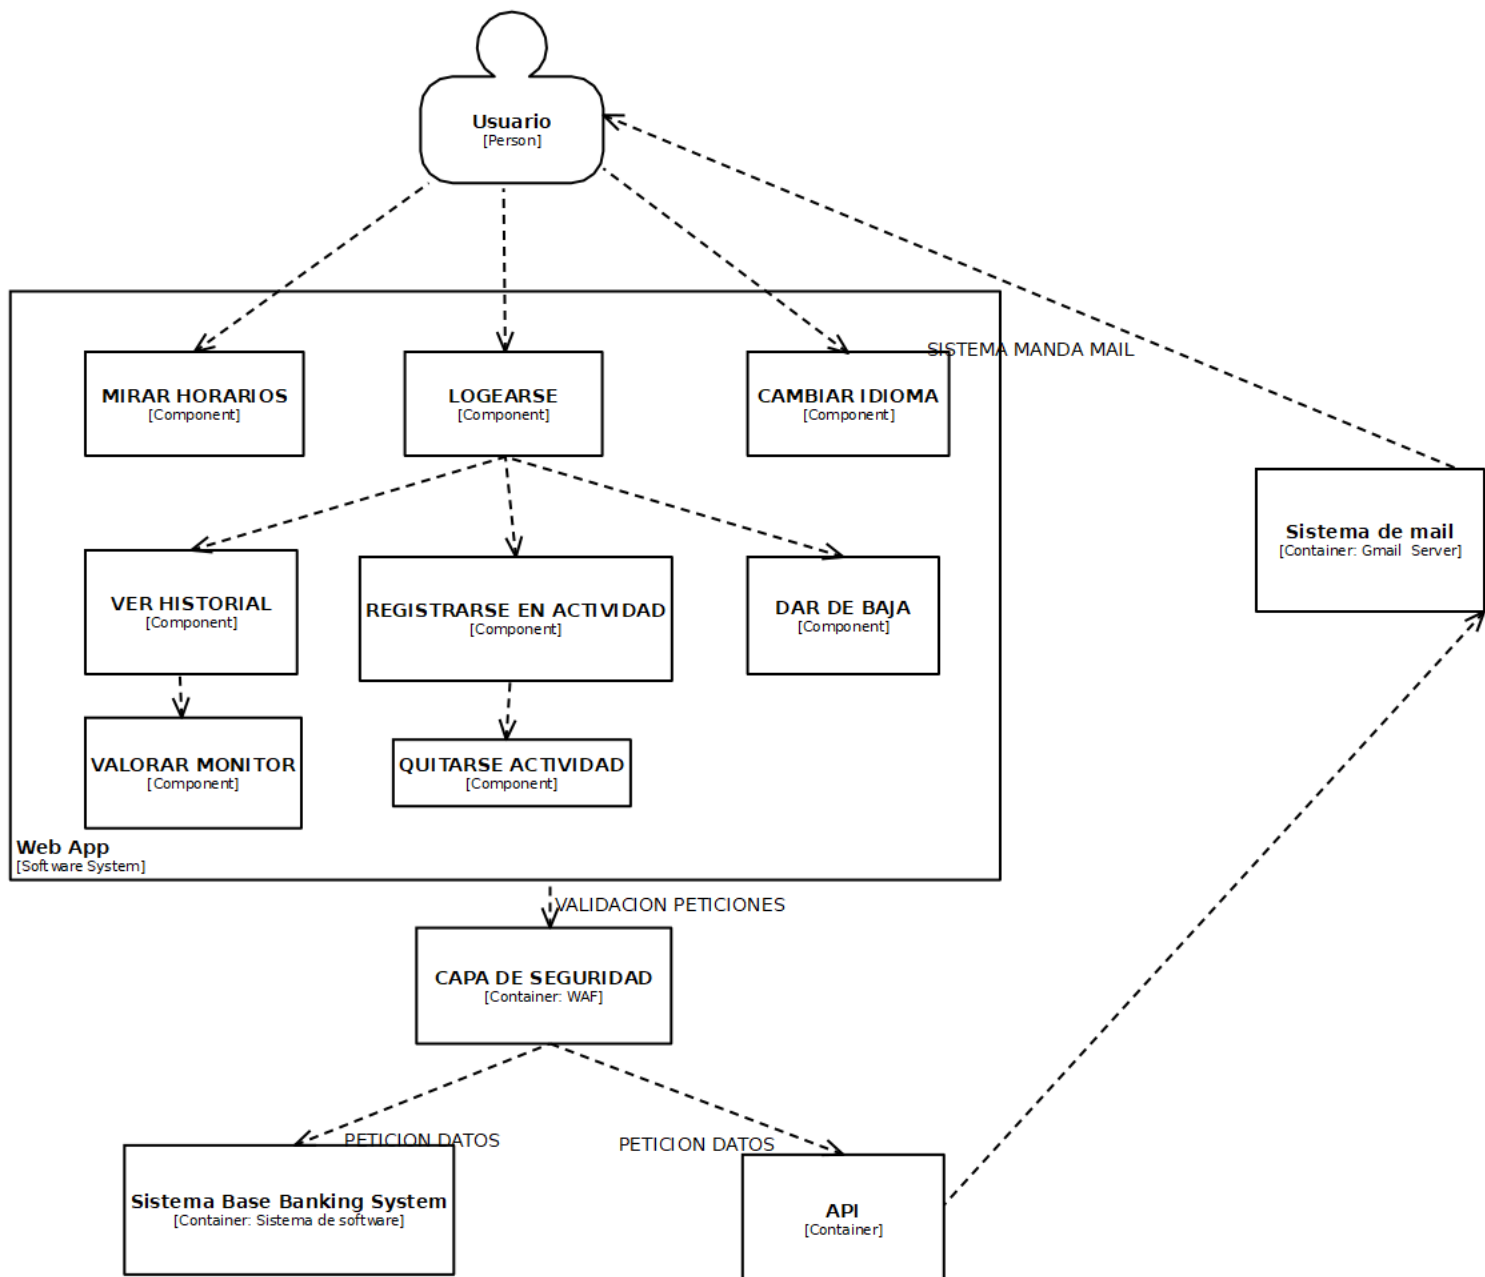 Usuario
[Person]
SISTEMA MANDA MAIL
MIRAR HORARIOS
[Component]
LOGEARSE
[Component]
CAMBIAR IDIOMA
[Component]
Sistema de mail
[Container: Gmail Server]
VER HISTORIAL
[Component]
REGISTRARSE EN ACTIVIDAD
[Component]
DAR DE BAJA
[Component]
VALORAR MONITOR
[Component]
QUITARSE ACTIVIDAD
[Component]
Web App
[Software System]
VALIDACION PETICIONES
CAPA DE SEGURIDAD
[Container: WAF]
PETICION DATOS
PETICION DATOS
Sistema Base Banking System
[Container: Sistema de software]
API
[Container]